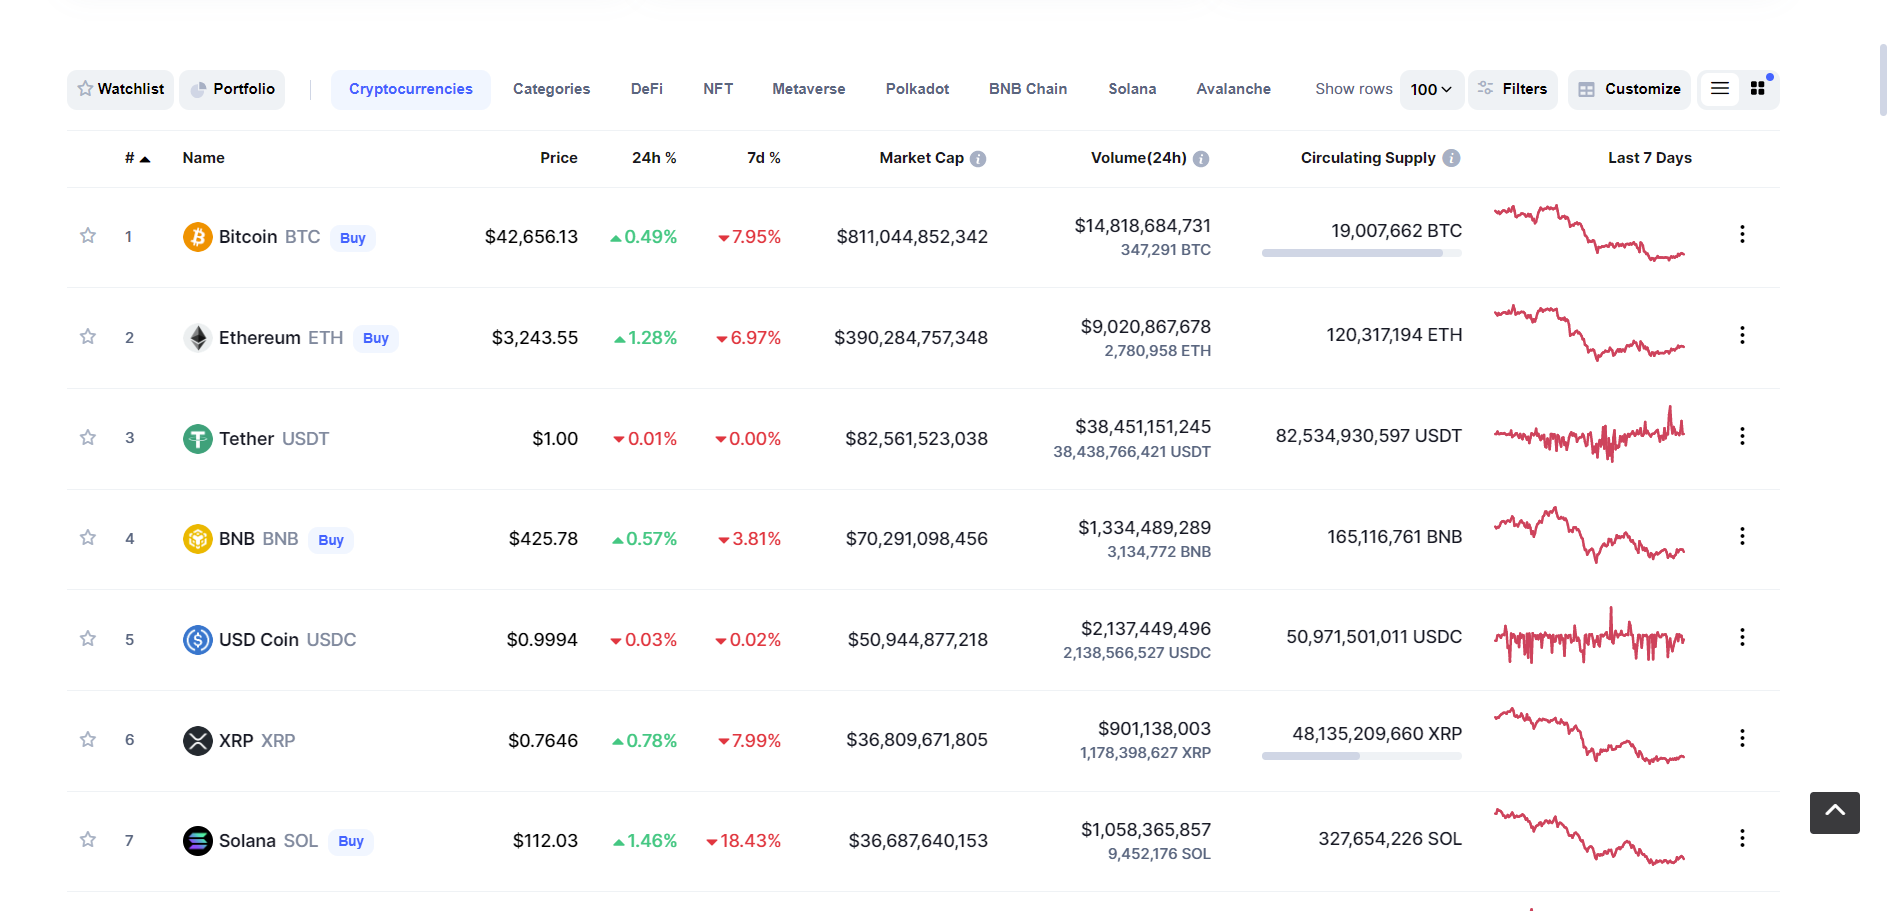 Watchlist Portfolio Cryptocurrencies Categories DeFi NFT Metaverse Polkadot BNB Chain Solana Avalanche Show rows 100 Filters Customize
# Name Price 24h % 7d % Market Cap Volume(24h) Circulating Supply Last 7 Days
1 Bitcoin BTC Buy $42,656.13 0.49% 7.95% $811,044,852,342 $14,818,684,731 19,007,662 BTC
347,291 BTC
2 Ethereum ETH Buy $3,243.55 1.28% 6.97% $390,284,757,348 $9,020,867,678 120,317,194 ETH
2,780,958 ETH
3 Tether USDT $1.00 0.01% 0.00% $82,561,523,038 $38,451,151,245 82,534,930,597 USDT
38,438,766,421 USDT
4 BNB BNB Buy $425.78 0.57% 3.81% $70,291,098,456 $1,334,489,289 165,116,761 BNB
3,134,772 BNB
5 USD Coin USDC $0.9994 0.03% 0.02% $50,944,877,218 $2,137,449,496 50,971,501,011 USDC
2,138,566,527 USDC
6 XRP XRP $0.7646 0.78% 7.99% $36,809,671,805 $901,138,003 48,135,209,660 XRP
1,178,398,627 XRP
7 Solana SOL Buy $112.03 1.46% 18.43% $36,687,640,153 $1,058,365,857 327,654,226 SOL
9,452,176 SOL